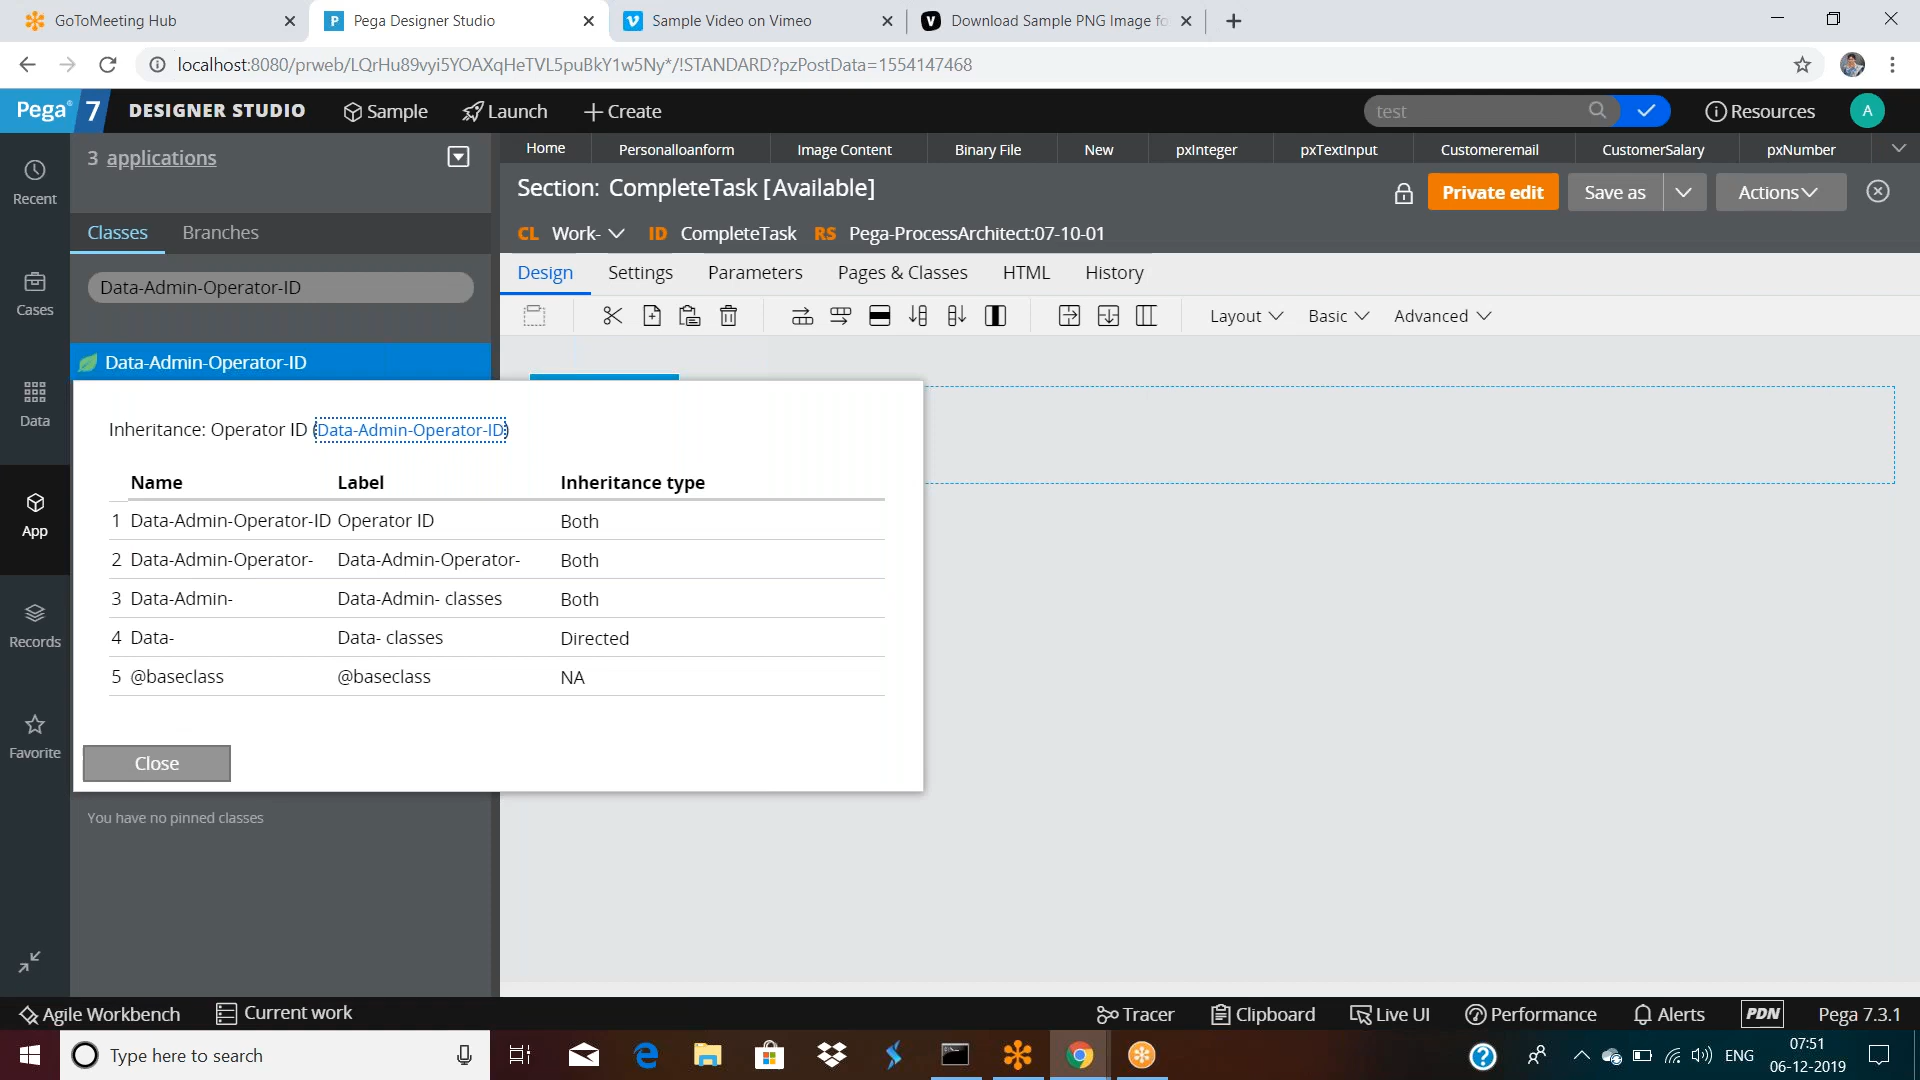 GoToMeeting Hub
Pega Designer Studio
Sample Video on Vimeo
Download Sample PNG Image fo
localhost:8080/prweb/LQrHu89vyi5YOAXqHeTVL5puBkY1w5Ny*/!STANDARD?pzPostData=1554147468
Pega 7 DESIGNER STUDIO Sample Launch Create test Resources A
3 applications
Home Personalloanform Image Content Binary File New pxInteger pxTextInput Customeremail CustomerSalary pxNumber
Section: CompleteTask [Available]
Private edit Save as Actions
CL Work- ID CompleteTask RS Pega-ProcessArchitect:07-10-01
Recent
Cases
Data
App
Records
Favorite
Classes Branches
Data-Admin-Operator-ID
Data-Admin-Operator-ID
Design Settings Parameters Pages & Classes HTML History
Layout Basic Advanced
Inheritance: Operator ID (Data-Admin-Operator-ID)
Name Label Inheritance type
1 Data-Admin-Operator-ID Operator ID Both
2 Data-Admin-Operator- Data-Admin-Operator- Both
3 Data-Admin- Data-Admin- classes Both
4 Data- Data- classes Directed
5 @baseclass @baseclass NA
Close
You have no pinned classes
Agile Workbench Current work Tracer Clipboard Live UI Performance Alerts PDN Pega 7.3.1
Type here to search
ENG
07:51
06-12-2019